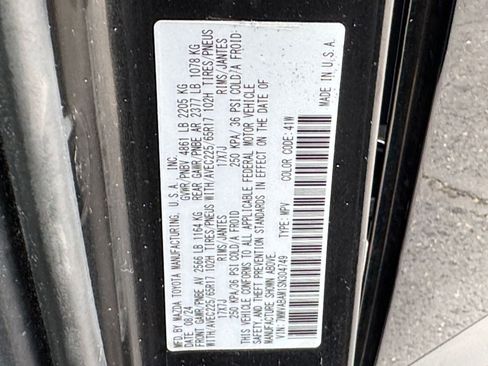 MFD. BY MAZDA TOYOTA MANUFACTURING, U.S.A., INC.
DATE: 08/24 GVWR/PNBV 4861 LB 2205 KG
FRONT GAWR/PNBE AV 2566 LB 1164 KG REAR GAWR/PNBE AR 2377 LB 1078 KG
WITH/AVEC225/65R17 102H TIRES/PNEUS WITH/AVEC225/65R17 102H TIRES/PNEUS
17X7J RIMS/JANTES 17X7J RIMS/JANTES
250 KPA/ 36 PSI COLD/A FROID 250 KPA/ 36 PSI COLD/A FROID
THIS VEHICLE CONFORMS TO ALL APPLICABLE FEDERAL MOTOR VEHICLE
SAFETY AND THEFT PREVENTION STANDARDS IN EFFECT ON THE DATE OF
MANUFACTURE SHOWN ABOVE.
VIN: TYPE: MPV COLOR CODE: 41W
MADE IN U.S.A.